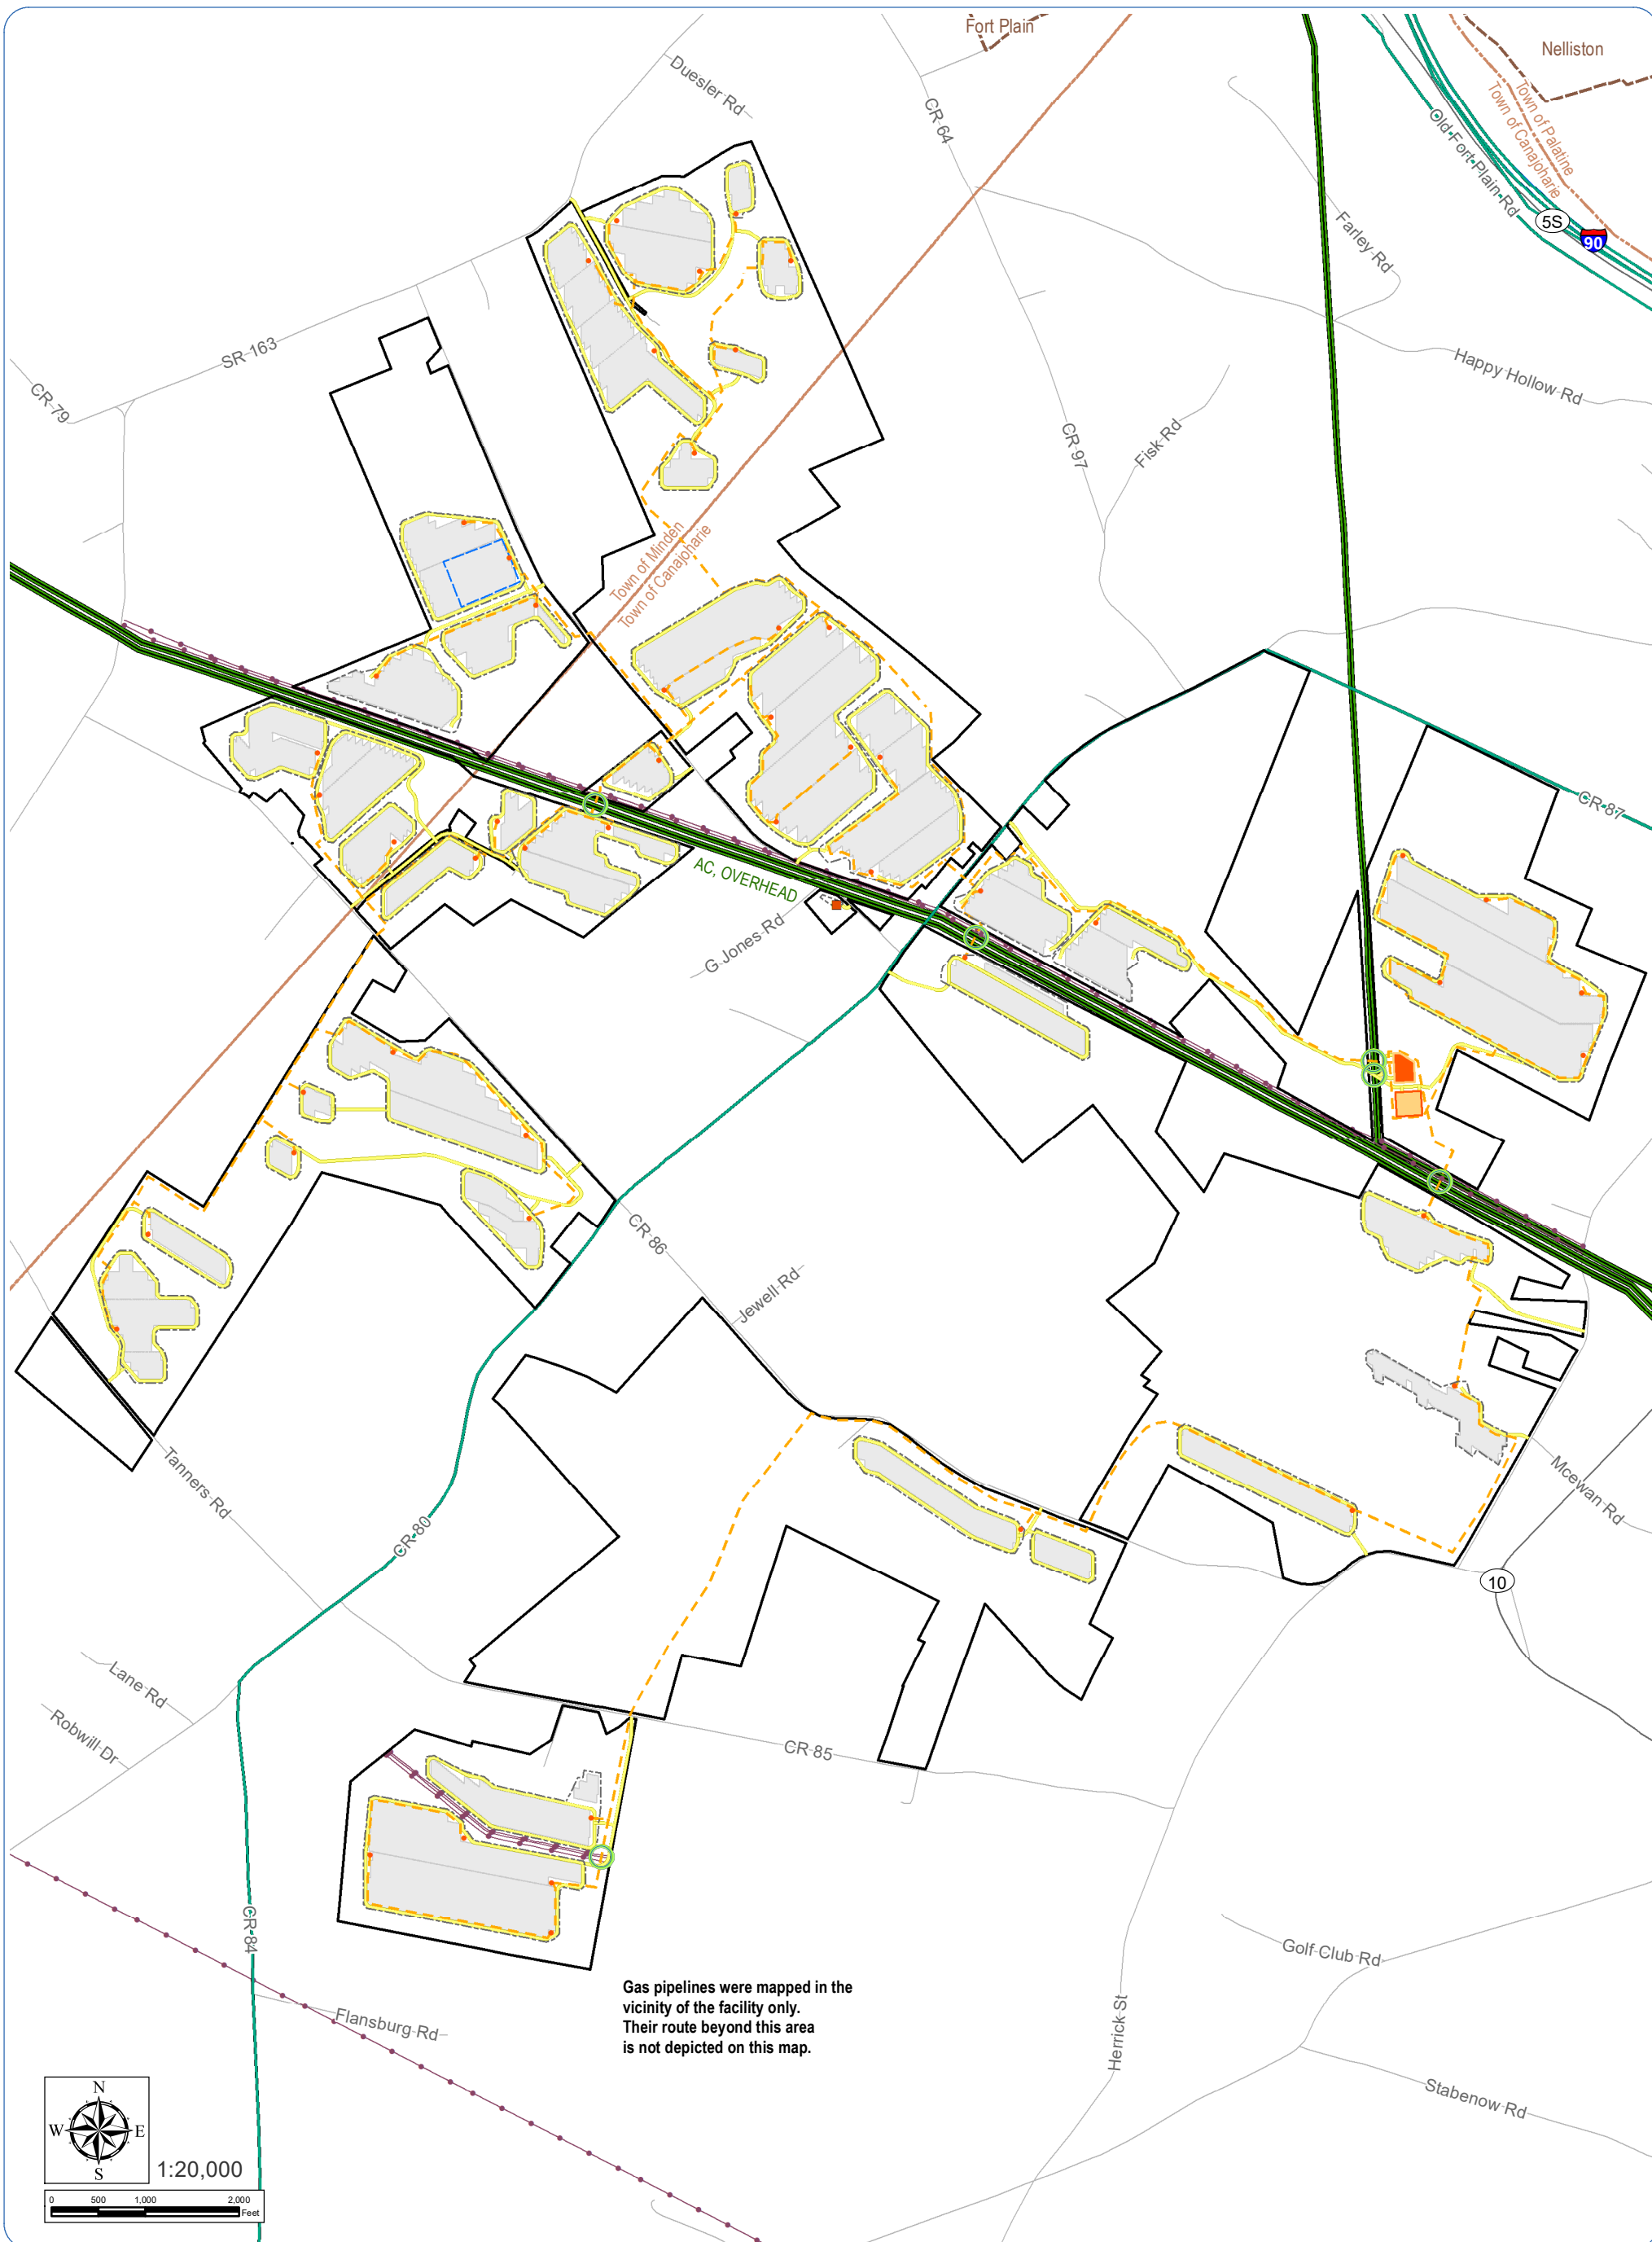 Fort Plain
Nelliston
Duesler Rd
CR 64
Town of Palatine
Town of Canajoharie
Old Fort Plain Rd
5S
90
Farley Rd
SR 163
CR 79
Happy Hollow Rd
CR 97
Fisk Rd
Town of Minden
Town of Canajoharie
CR 87
AC, OVERHEAD
G Jones Rd
CR 86
Jewell Rd
Tanners Rd
CR 80
Mcewan Rd
10
Lane Rd
Robwill Dr
CR 85
CR 84
Golf Club Rd
Gas pipelines were mapped in the
vicinity of the facility only.
Their route beyond this area
is not depicted on this map.
Flansburg Rd
Herrick St
Stabenow Rd
N
W E
S
1:20,000
0 500 1,000 2,000
Feet